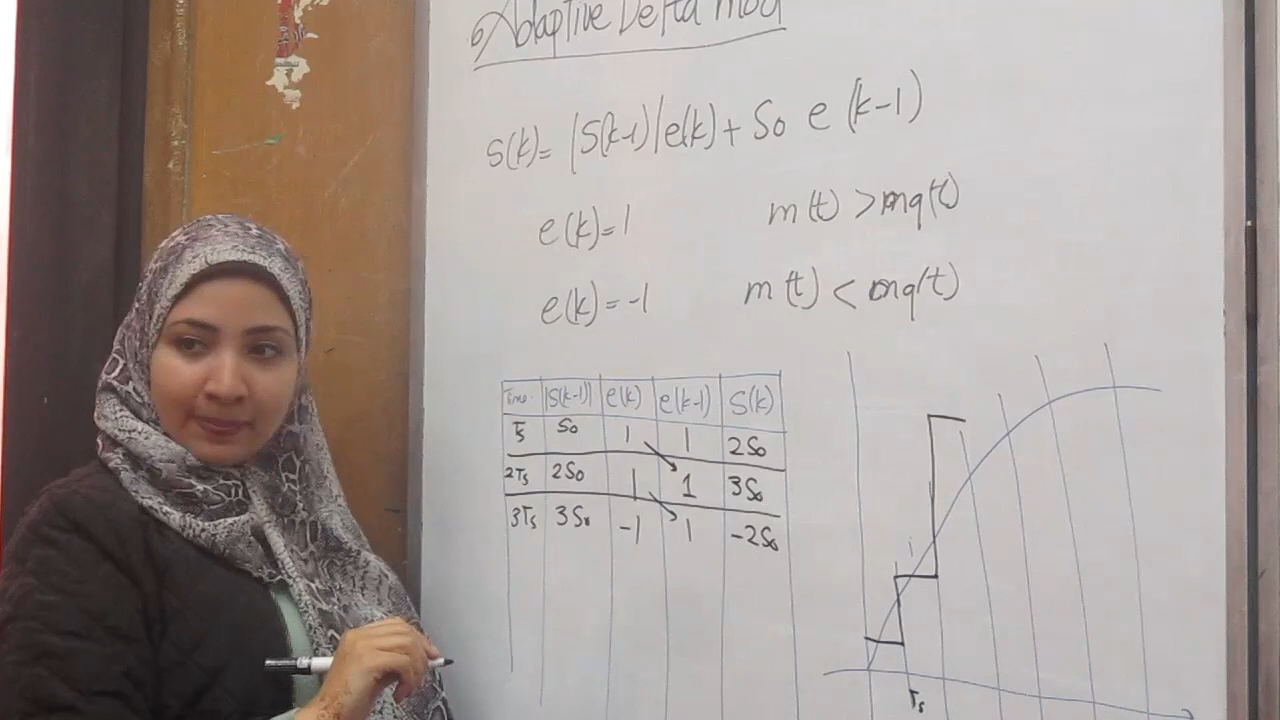 Adaptive Delta mod
S(k)= |S(k-1)|e(k)+ S0 e(k-1)
e(k)=1 m(t) >mq(t)
e(k)=-1 m(t) < mq(t)
Time |S(k-1)| e(k) e(k-1) S(k)
Ts S0 1 1 2S0
2Ts 2S0 1 1 3S0
3Ts 3S0 -1 1 -2S0
Ts